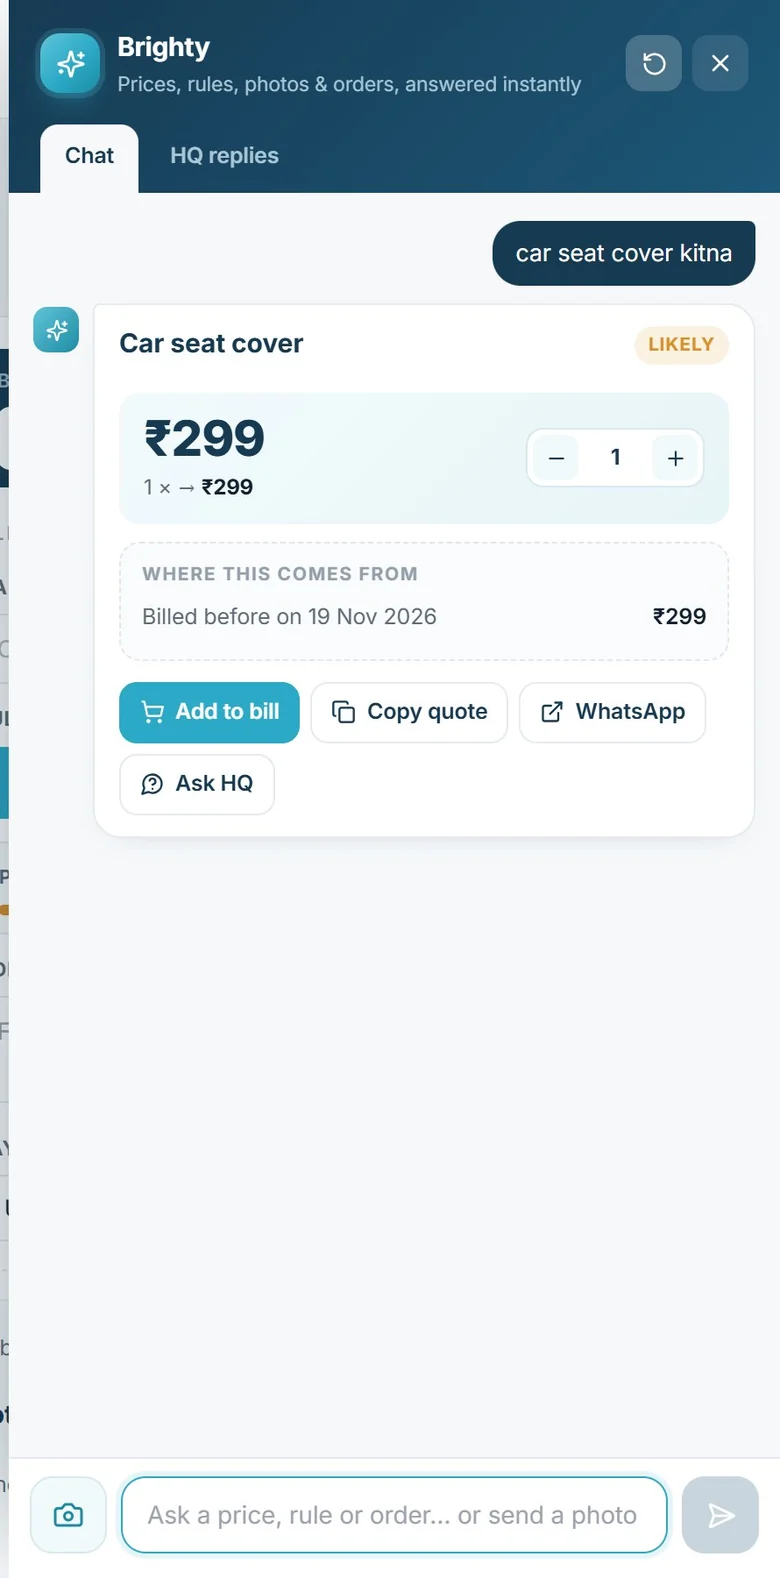 Brighty
Prices, rules, photos & orders, answered instantly
Chat
HQ replies
car seat cover kitna
Car seat cover
LIKELY
₹299
1 × → ₹299
− 1 +
WHERE THIS COMES FROM
Billed before on 19 Nov 2026 ₹299
Add to bill
Copy quote
WhatsApp
Ask HQ
Ask a price, rule or order... or send a photo